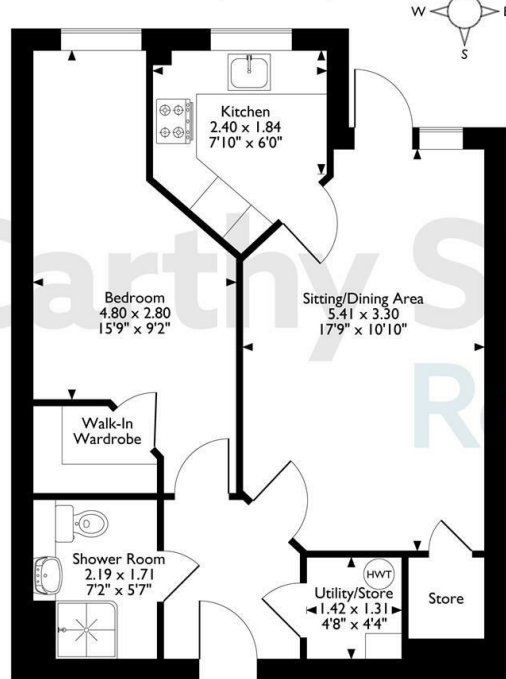 W
E
S
Kitchen
2.40 x 1.84
7'10" x 6'0"
Bedroom
4.80 x 2.80
15'9" x 9'2"
Sitting/Dining Area
5.41 x 3.30
17'9" x 10'10"
Carthy S
Re
Walk-In
Wardrobe
Shower Room
2.19 x 1.71
7'2" x 5'7"
HWT
Utility/Store
1.42 x 1.31
4'8" x 4'4"
Store